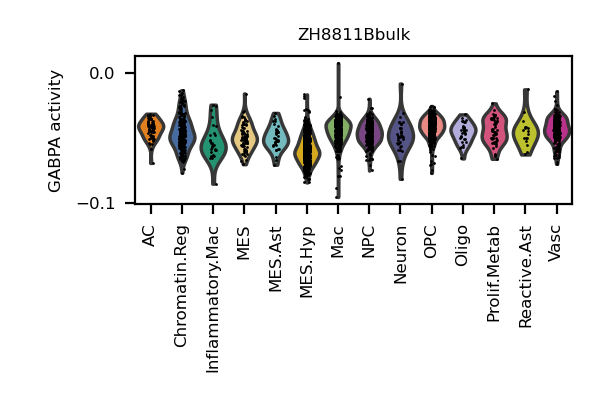 ZH8811Bbulk
GABPA activity
0.0
−0.1
AC
Chromatin.Reg
Inflammatory.Mac
MES
MES.Ast
MES.Hyp
Mac
NPC
Neuron
OPC
Oligo
Prolif.Metab
Reactive.Ast
Vasc